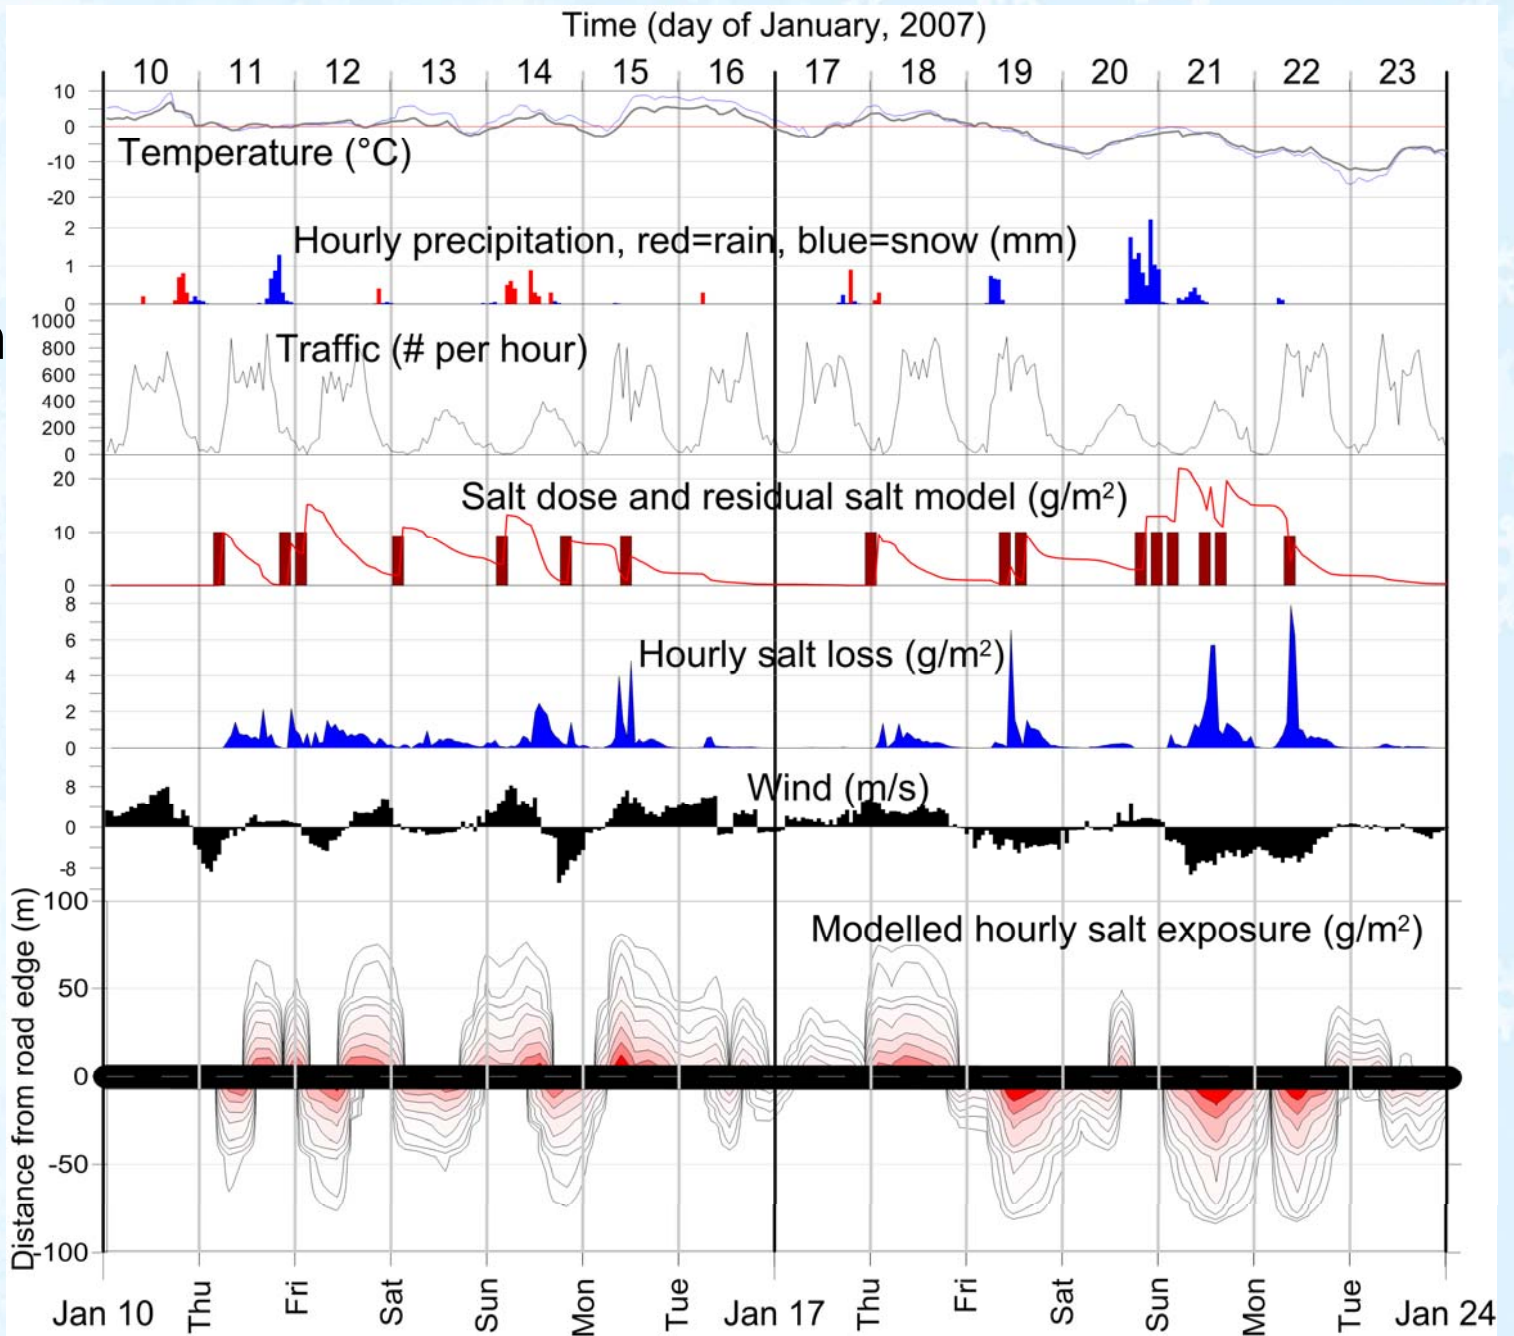 Time (day of January, 2007)
10 11 12 13 14 15 16 17 18 19 20 21 22 23
10
0
-10
-20
Temperature (°C)
2
1
0
Hourly precipitation, red=rain, blue=snow (mm)
1000
800
600
400
200
0
Traffic (# per hour)
20
10
0
Salt dose and residual salt model (g/m²)
8
6
4
2
0
Hourly salt loss (g/m²)
8
0
-8
Wind (m/s)
100
50
0
-50
-100
Distance from road edge (m)
Modelled hourly salt exposure (g/m²)
Jan 10 Thu Fri Sat Sun Mon Tue Jan 17 Thu Fri Sat Sun Mon Tue Jan 24